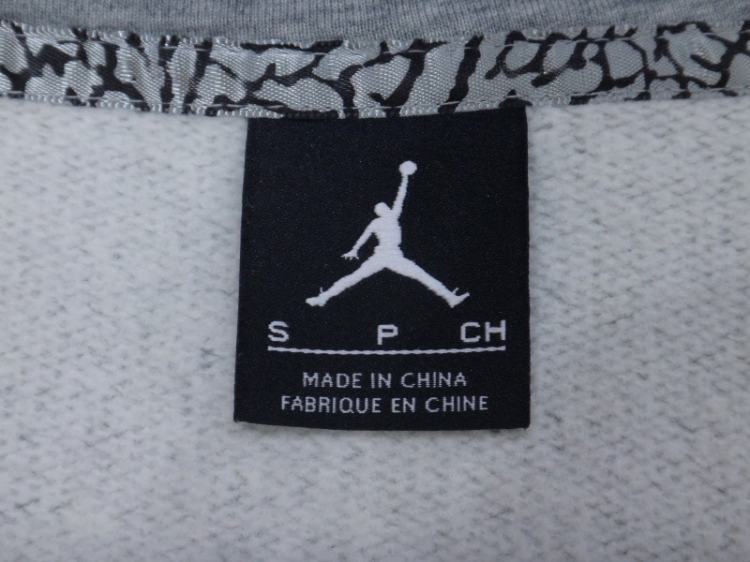 S P CH
MADE IN CHINA
FABRIQUE EN CHINE